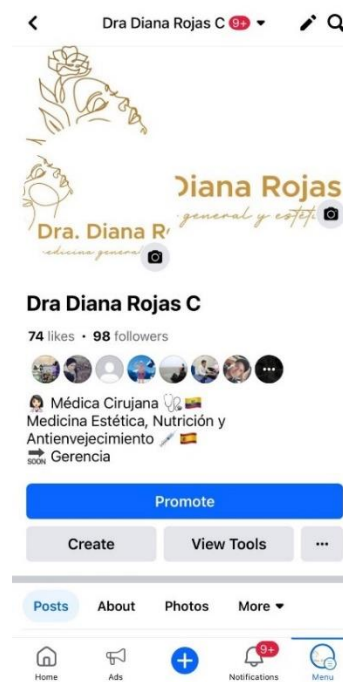 Dra Diana Rojas C 9+
Diana Rojas
general y estét
Dra. Diana R
medicina genera
Dra Diana Rojas C
74 likes • 98 followers
👩🏻‍⚕️ Médica Cirujana 🩺🇪🇨
Medicina Estética, Nutrición y
Antienvejecimiento 💉🇪🇸
🔜 Gerencia
Promote
Create View Tools ...
Posts About Photos More
9+
Home Ads Notifications Menu